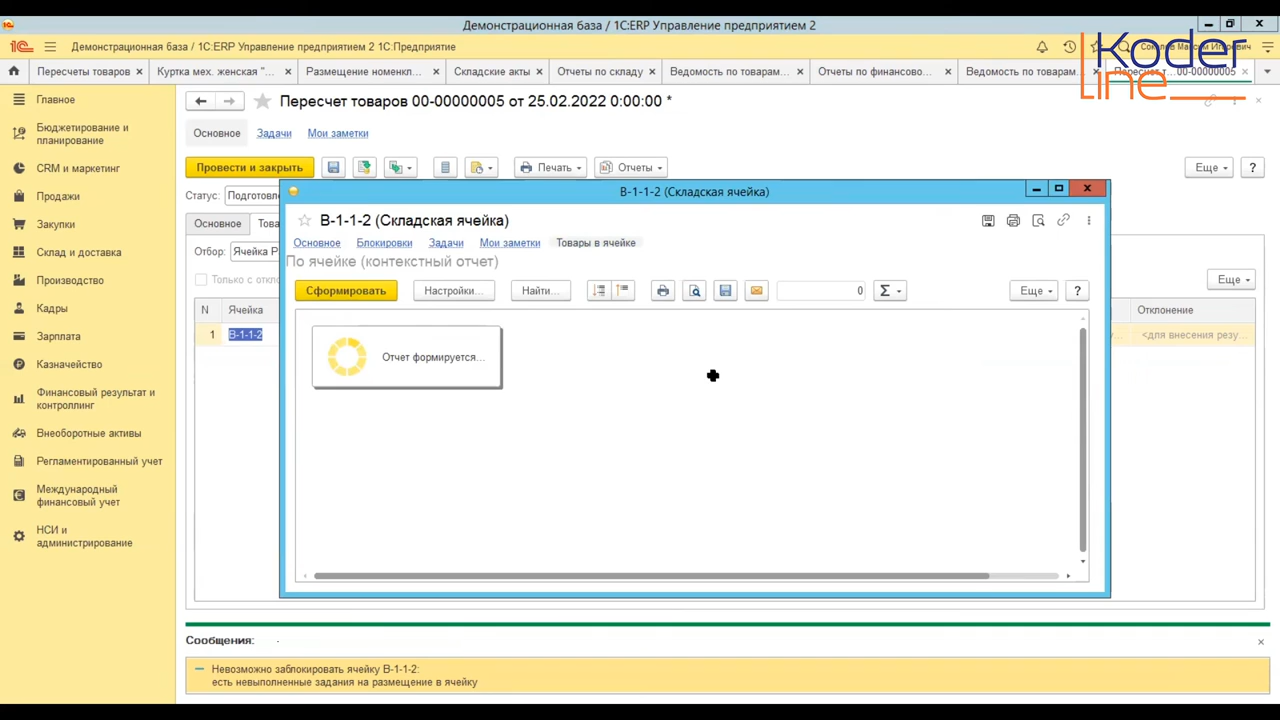 Демонстрационная база / 1С:ERP Управление предприятием 2
Демонстрационная база / 1С:ERP Управление предприятием 2 1С:Предприятие
Koder
line
Пересчеты товаров
Куртка мех. женская "...
Размещение номенкл...
Складские акты
Отчеты по складу
Ведомость по товарам...
Отчеты по финансово...
Ведомость по товарам...
00-00000005
Главное
Бюджетирование и
планирование
CRM и маркетинг
Продажи
Закупки
Склад и доставка
Производство
Кадры
Зарплата
Казначейство
Финансовый результат и
контроллинг
Внеоборотные активы
Регламентированный учет
Международный
финансовый учет
НСИ и
администрирование
Пересчет товаров 00-00000005 от 25.02.2022 0:00:00 *
Основное Задачи Мои заметки
Провести и закрыть Печать Отчеты Еще ?
Статус: Подготовле
Основное Това
Отбор: Ячейка Р
Только с откло Еще
N Ячейка Отклонение
1 B-1-1-2 <для внесения резу...
B-1-1-2 (Складская ячейка)
B-1-1-2 (Складская ячейка)
Основное Блокировки Задачи Мои заметки Товары в ячейке
По ячейке (контекстный отчет)
Сформировать Настройки... Найти... 0 Σ Еще ?
Отчет формируется...
Сообщения:
Невозможно заблокировать ячейку B-1-1-2:
есть невыполненные задания на размещение в ячейку